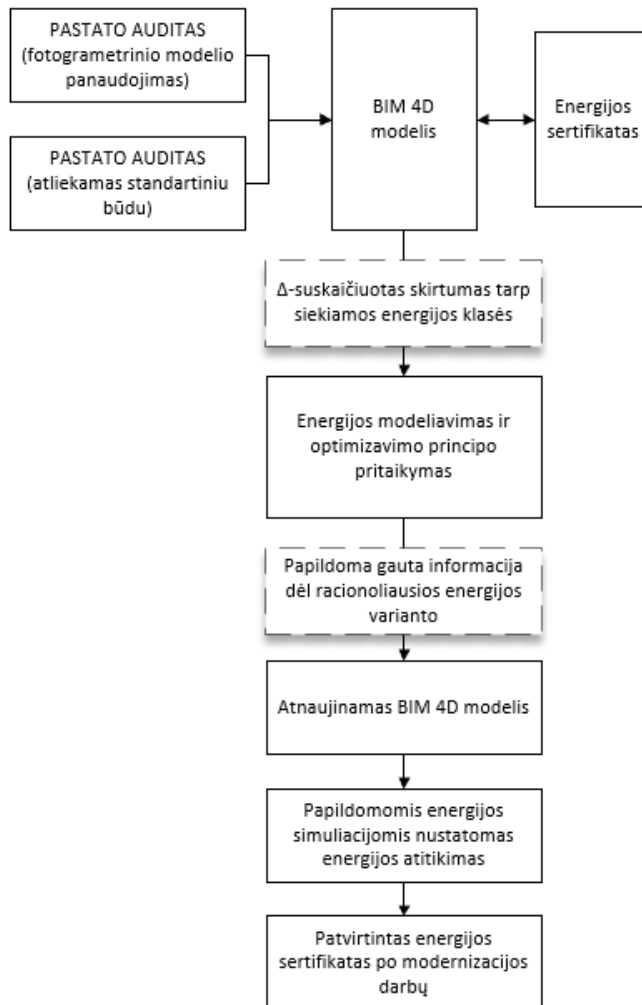 PASTATO AUDITAS
(fotogrametrinio modelio
panaudojimas)
PASTATO AUDITAS
(atliekamas standartiniu
būdu)
BIM 4D
modelis
Energijos
sertifikatas
Δ-suskaičiuotas skirtumas tarp
siekiamos energijos klasės
Energijos modeliavimas ir
optimizavimo principo
pritaikymas
Papildoma gauta informacija
dėl racionoliausios energijos
varianto
Atnaujinamas BIM 4D modelis
Papildomomis energijos
simuliacijomis nustatomas
energijos atitikimas
Patvirtintas energijos
sertifikatas po modernizacijos
darbų